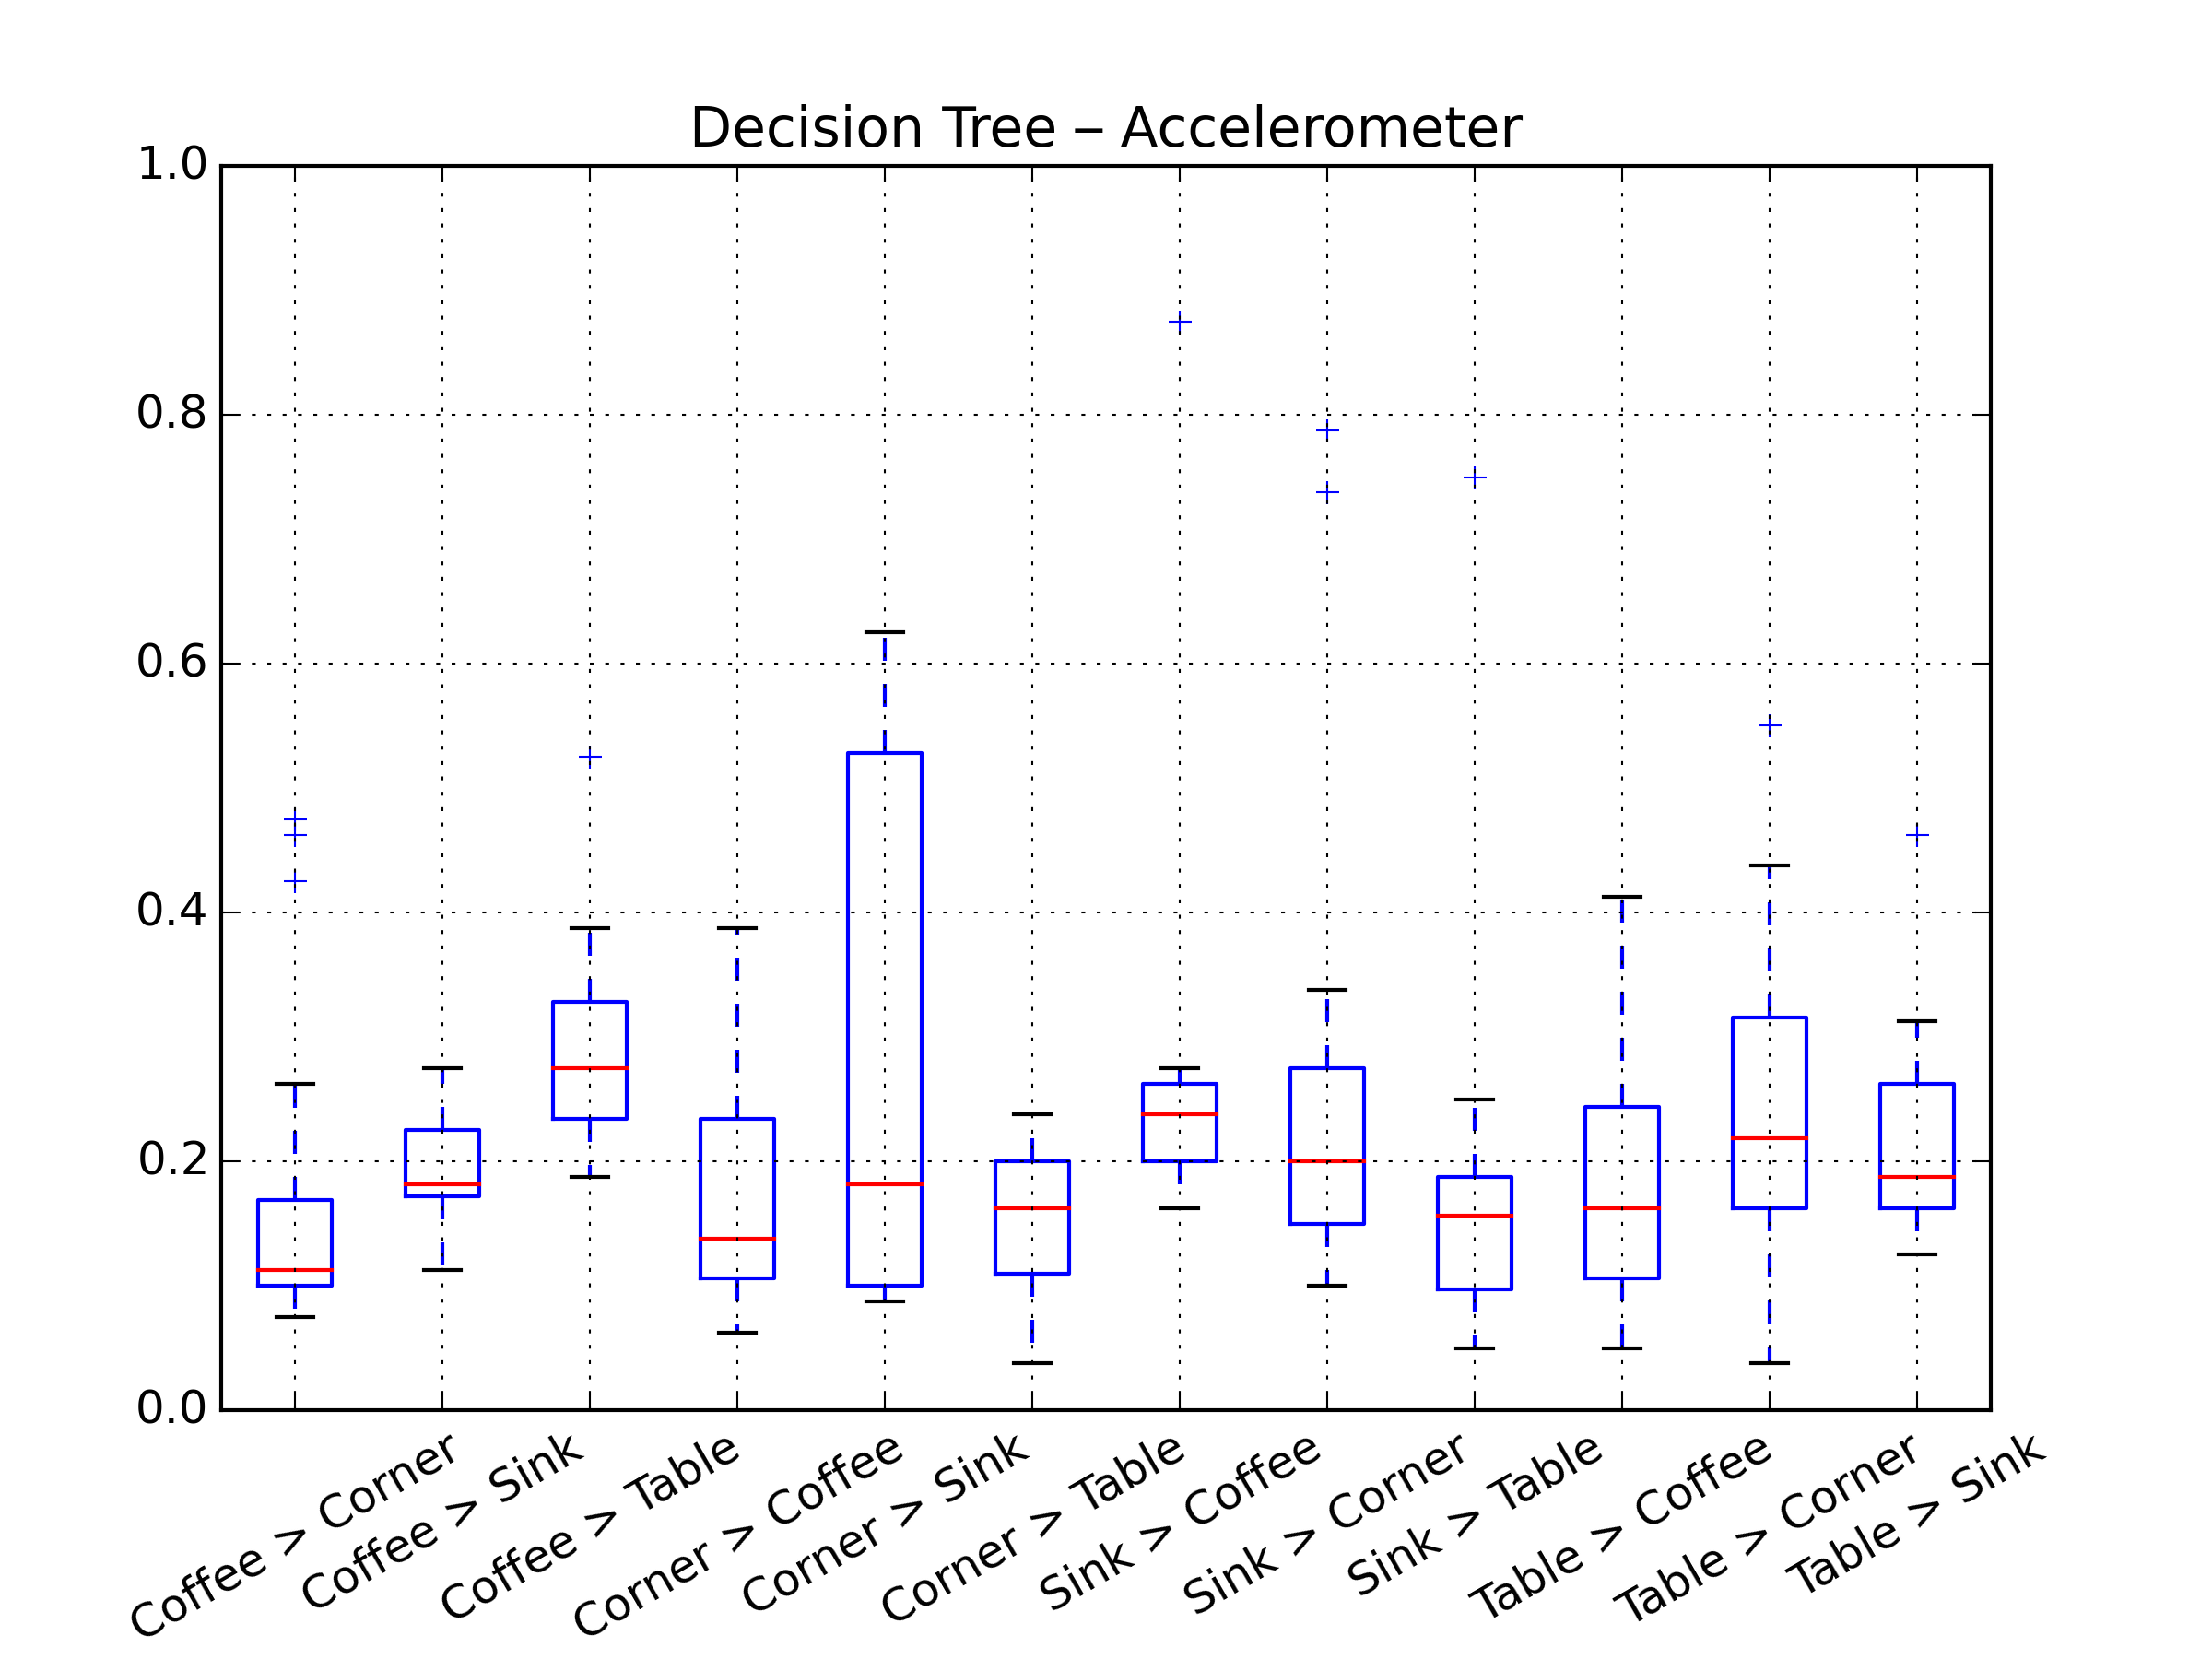 Decision Tree – Accelerometer
1.0
0.8
0.6
0.4
0.2
0.0
Coffee > Corner
Coffee > Sink
Coffee > Table
Corner > Coffee
Corner > Sink
Corner > Table
Sink > Coffee
Sink > Corner
Sink > Table
Table > Coffee
Table > Corner
Table > Sink